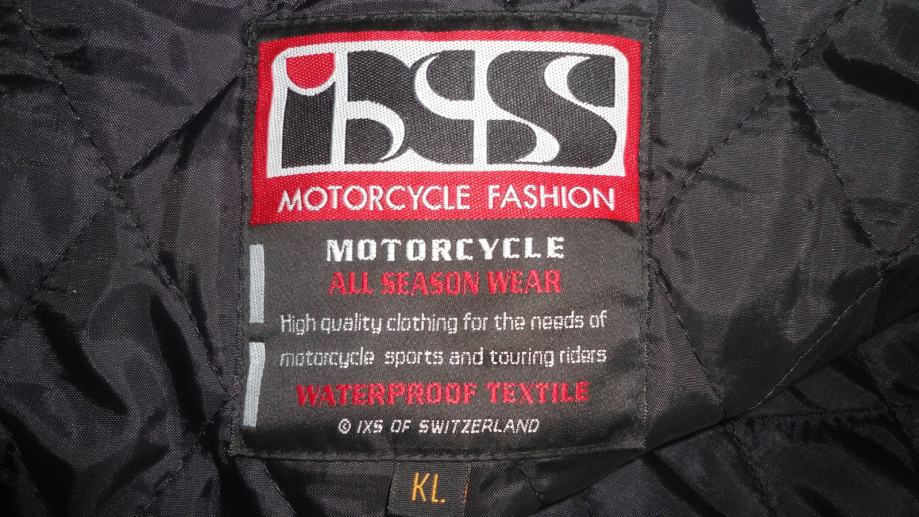 iXS
MOTORCYCLE FASHION
MOTORCYCLE
ALL SEASON WEAR
High quality clothing for the needs of
motorcycle sports and touring riders
WATERPROOF TEXTILE
© IXS OF SWITZERLAND
KL